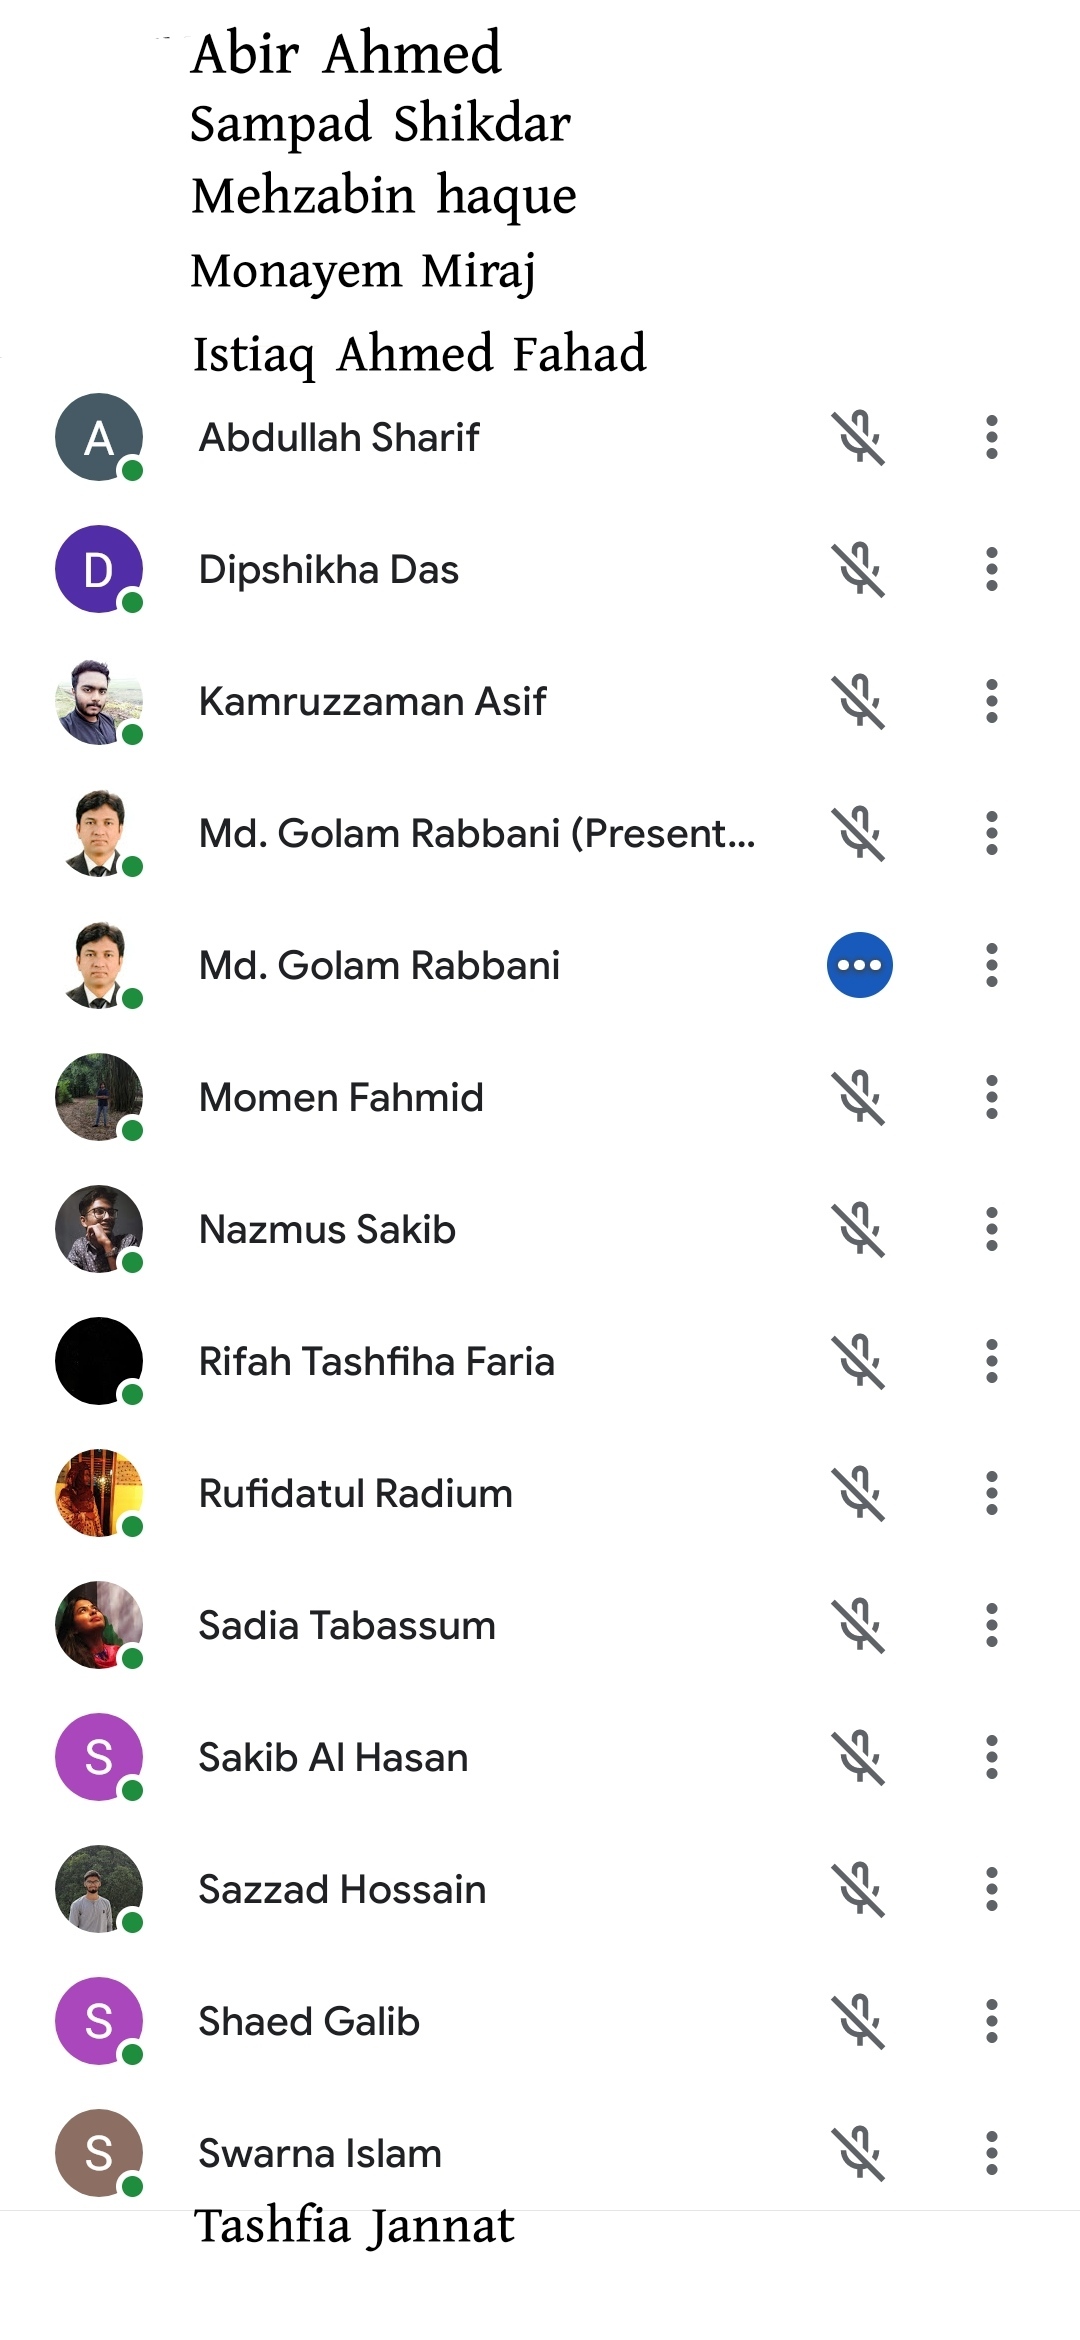 Abir Ahmed
Sampad Shikdar
Mehzabin haque
Monayem Miraj
Istiaq Ahmed Fahad
A Abdullah Sharif
D Dipshikha Das
Kamruzzaman Asif
Md. Golam Rabbani (Present...
Md. Golam Rabbani
Momen Fahmid
Nazmus Sakib
Rifah Tashfiha Faria
Rufidatul Radium
Sadia Tabassum
S Sakib Al Hasan
Sazzad Hossain
S Shaed Galib
S Swarna Islam
Tashfia Jannat